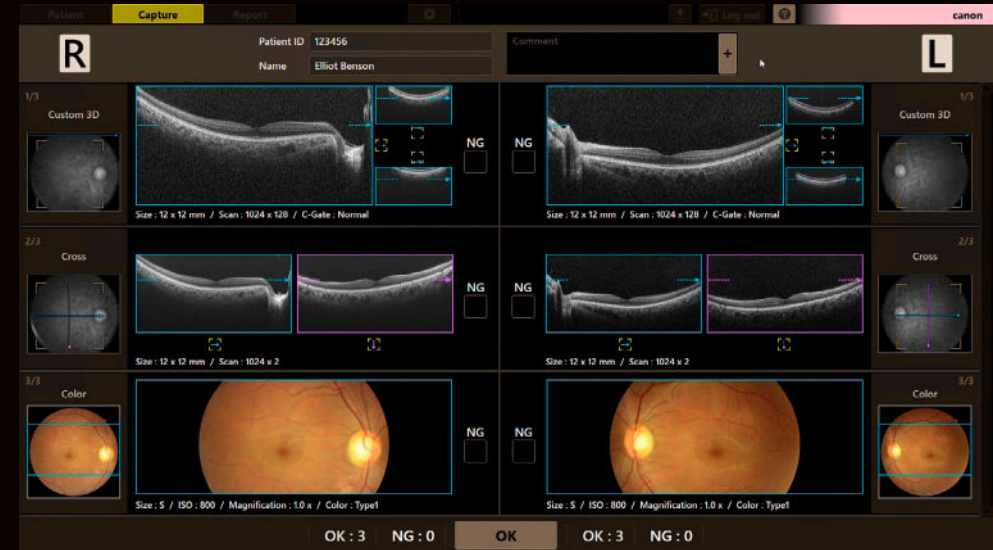 Patient
Capture
Report
Log out
?
canon
R
Patient ID 123456
Name Elliot Benson
Comment
+
L
1/3
Custom 3D
NG
NG
1/3
Custom 3D
Size : 12 x 12 mm / Scan : 1024 x 128 / C-Gate : Normal
Size : 12 x 12 mm / Scan : 1024 x 128 / C-Gate : Normal
2/3
Cross
NG
NG
2/3
Cross
Size : 12 x 12 mm / Scan : 1024 x 2
Size : 12 x 12 mm / Scan : 1024 x 2
3/3
Color
NG
NG
3/3
Color
Size : S / ISO : 800 / Magnification : 1.0 x / Color : Type1
Size : S / ISO : 800 / Magnification : 1.0 x / Color : Type1
OK : 3 NG : 0 OK OK : 3 NG : 0